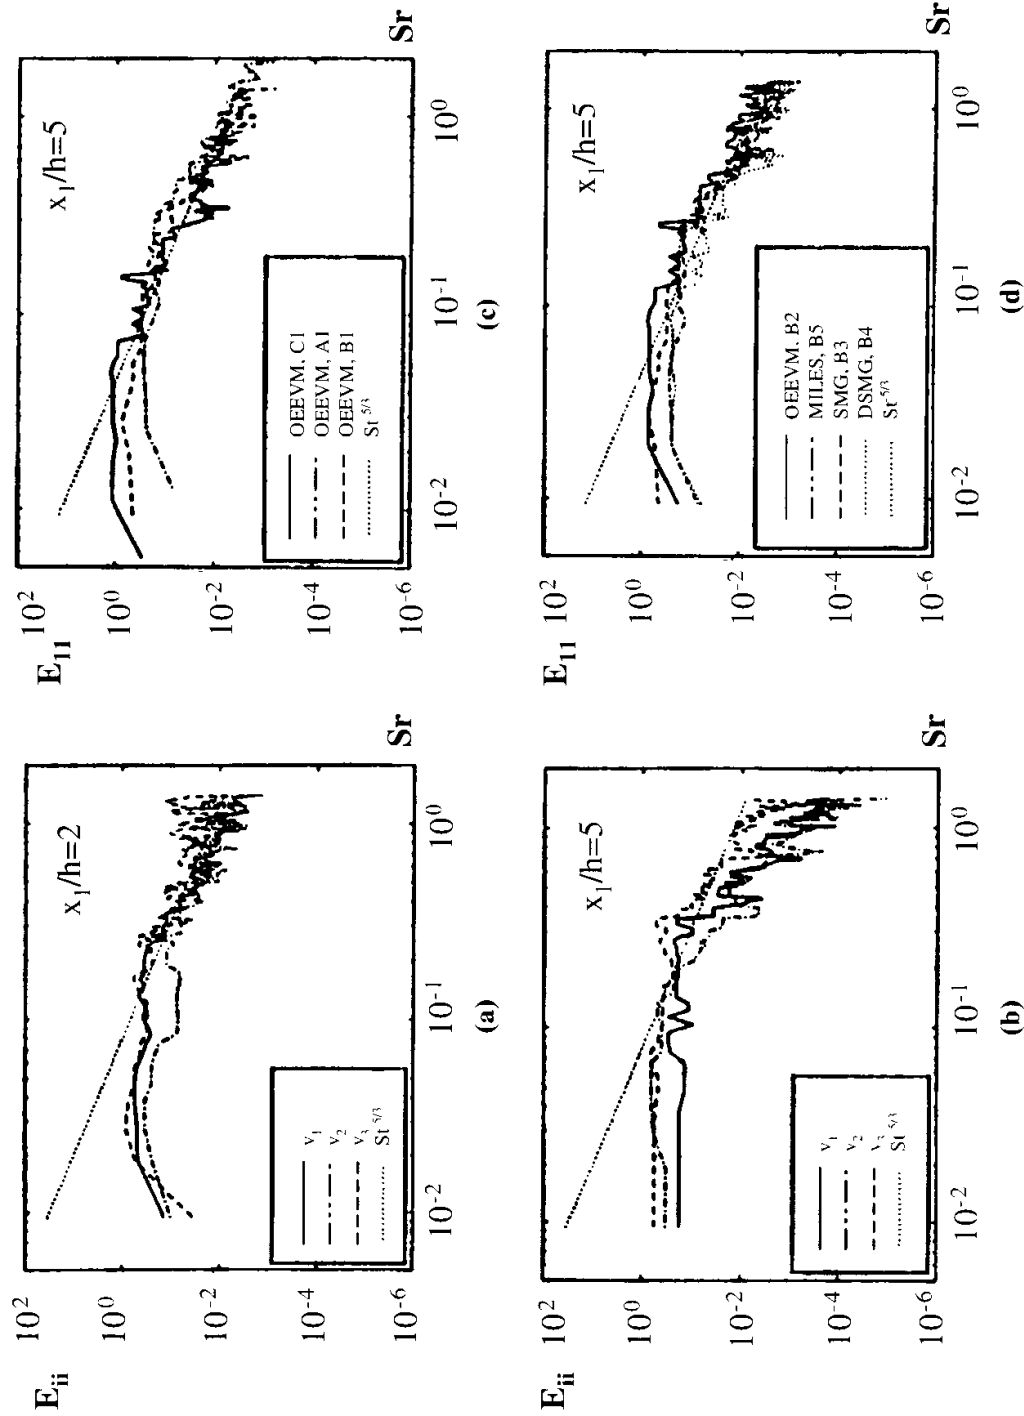 E_ii
10^2
10^0
10^-2
10^-4
10^-6
x_1/h=2
v_1
v_2
v_3
St^-5/3
10^-2
10^-1
10^0
Sr
(a)
E_11
10^2
10^0
10^-2
10^-4
10^-6
x_1/h=5
OEEVM, C1
OEEVM, A1
OEEVM, B1
St^-5/3
10^-2
10^-1
10^0
Sr
(c)
E_ii
10^2
10^0
10^-2
10^-4
10^-6
x_1/h=5
v_1
v_2
v_3
St^-5/3
10^-2
10^-1
10^0
Sr
(b)
E_11
10^2
10^0
10^-2
10^-4
10^-6
x_1/h=5
OEEVM, B2
MILES, B5
SMG, B3
DSMG, B4
St^-5/3
10^-2
10^-1
10^0
Sr
(d)